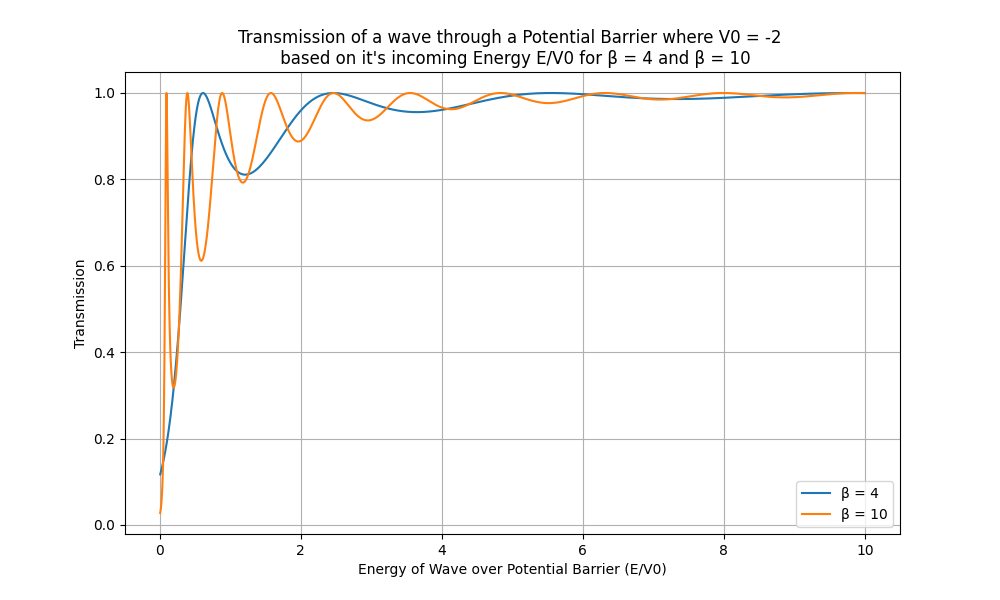 Transmission of a wave through a Potential Barrier where V0 = -2
based on it's incoming Energy E/V0 for β = 4 and β = 10
1.0
0.8
0.6
0.4
0.2
0.0
Transmission
0 2 4 6 8 10
Energy of Wave over Potential Barrier (E/V0)
β = 4
β = 10